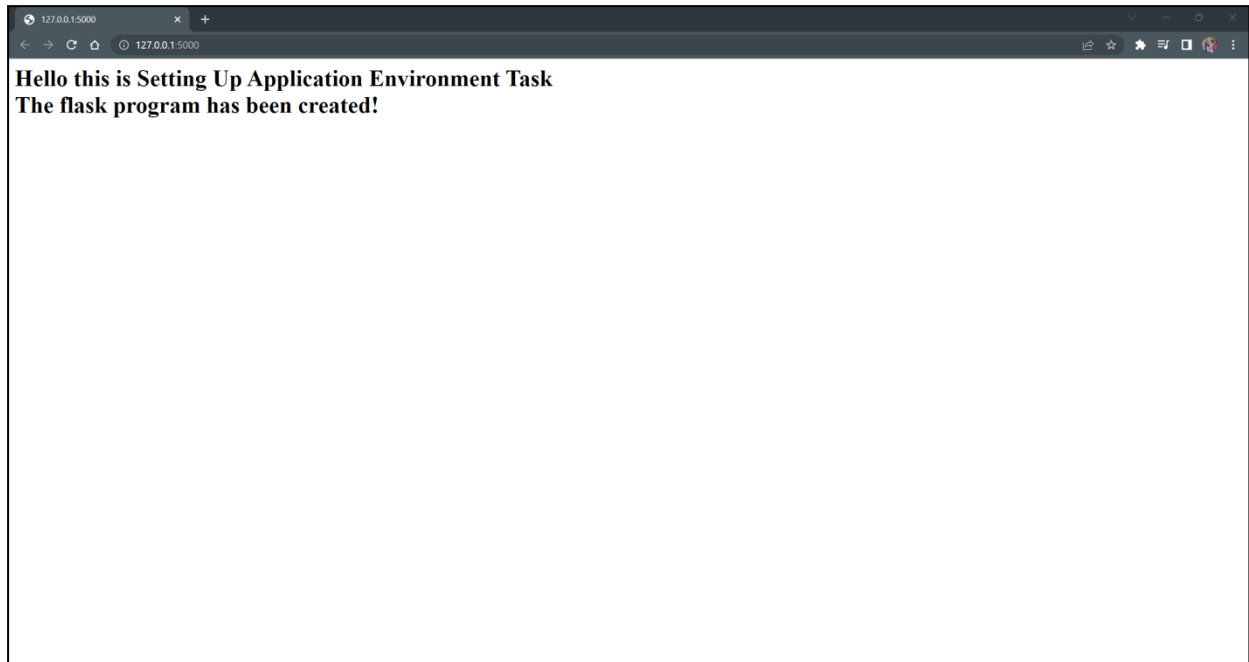 127.0.0.1:5000
127.0.0.1:5000
Hello this is Setting Up Application Environment Task
The flask program has been created!